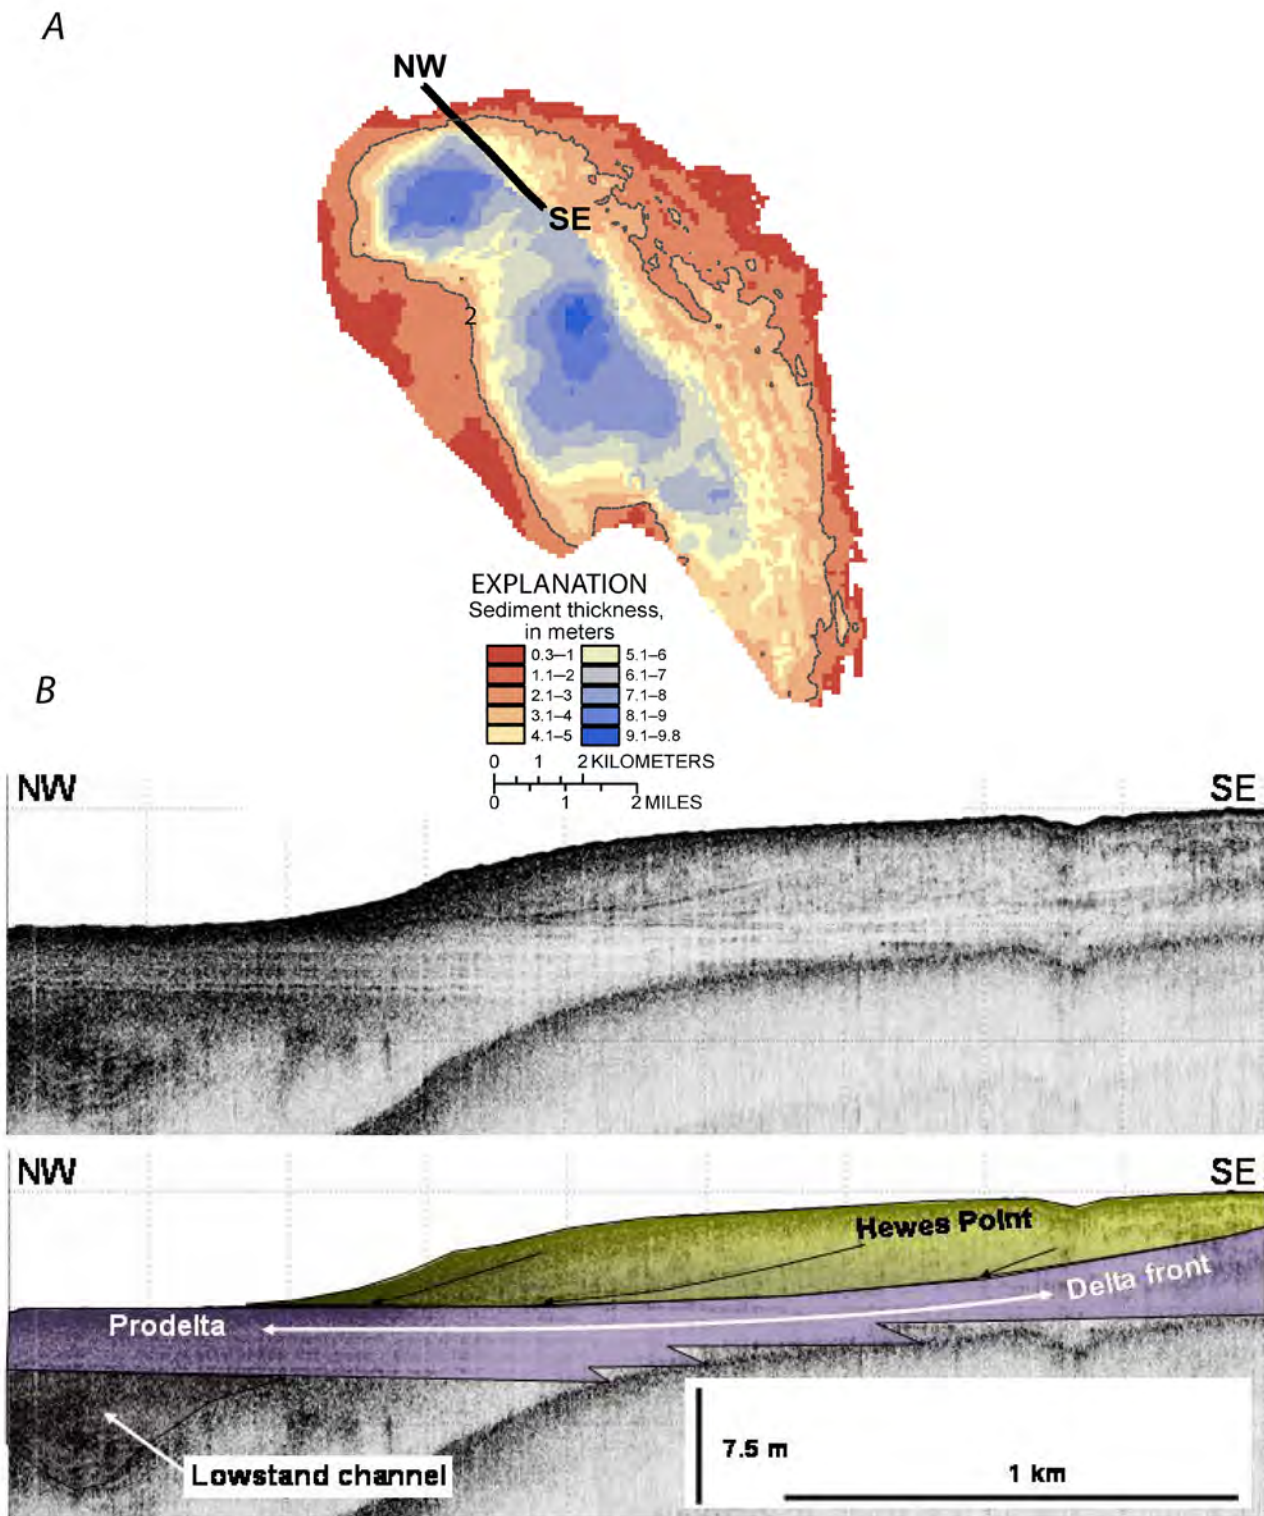 A
NW
SE
2
EXPLANATION
Sediment thickness,
in meters
0.3—1
1.1—2
2.1–3
3.1–4
4.1–5
5.1–6
6.1–7
7.1–8
8.1–9
9.1–9.8
0 1 2 KILOMETERS
0 1 2 MILES
B
NW SE
NW SE
Hewes Point
Delta front
Prodelta
Lowstand channel
7.5 m
1 km